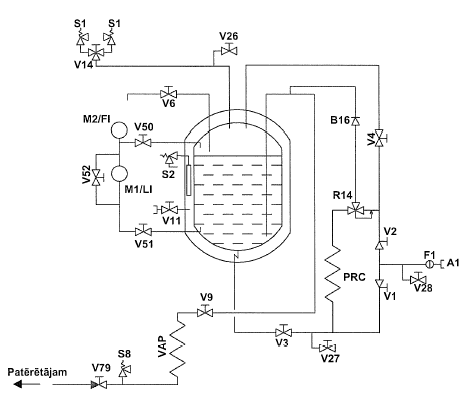 S1 S1
V26
V14
V6
M2/FI
V50
B16
V4
V52
S2
M1/LI
R14
V11
V51
V2
F1 A1
PRC
V28
V1
V9
VAP
V3
V27
S8
Patērētājam
V79